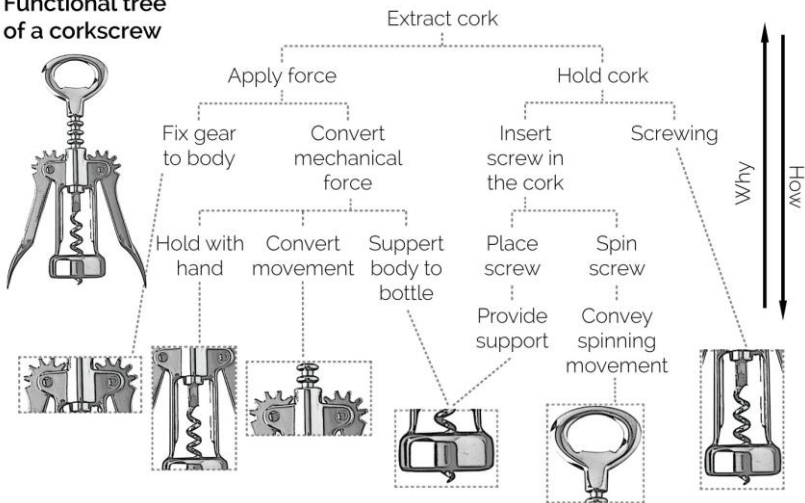 Functional tree
of a corkscrew
Extract cork
Apply force
Hold cork
Fix gear
to body
Convert
mechanical
force
Insert
screw in
the cork
Screwing
Why
How
Hold with
hand
Convert
movement
Suppert
body to
bottle
Place
screw
Spin
screw
Provide
support
Convey
spinning
movement